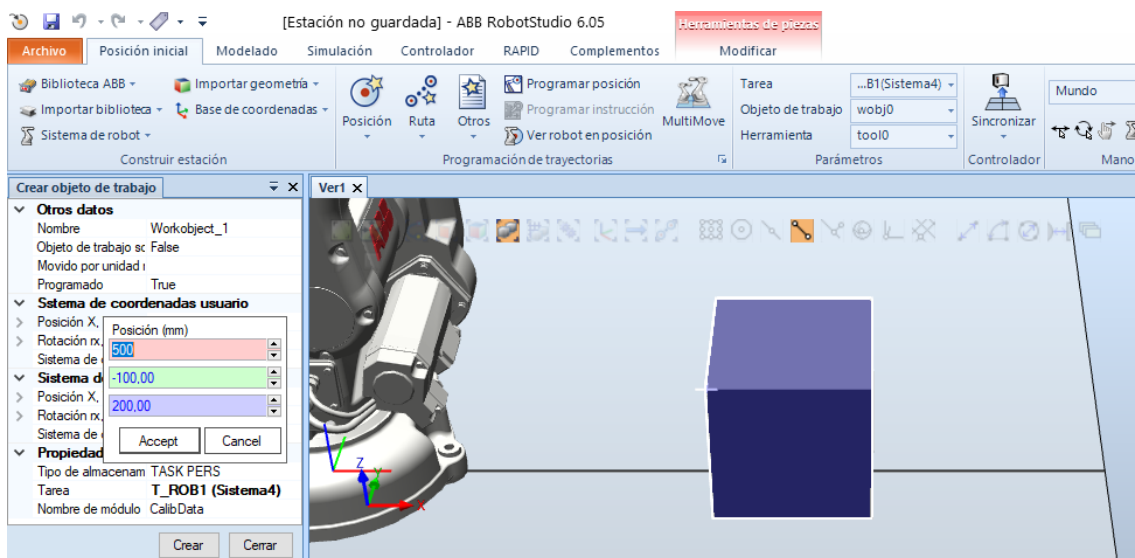 [Estación no guardada] - ABB RobotStudio 6.05
Herramientas de piezas
Archivo Posición inicial Modelado Simulación Controlador RAPID Complementos Modificar
Biblioteca ABB
Importar geometría
Importar biblioteca
Base de coordenadas
Sistema de robot
Construir estación
Posición
Ruta
Otros
Programar posición
Programar instrucción
Ver robot en posición
MultiMove
Programación de trayectorias
Tarea ...B1(Sistema4)
Objeto de trabajo wobj0
Herramienta tool0
Parámetros
Sincronizar
Controlador
Mundo
Mano
Crear objeto de trabajo
Ver1
Otros datos
Nombre Workobject_1
Objeto de trabajo so False
Movido por unidad
Programado True
Sstema de coordenadas usuario
Posición X,
Rotación rx,
Sistema de
Sistema d
Posición X,
Rotación rx,
Sistema de
Posición (mm)
500
-100,00
200,00
Accept Cancel
Propiedad
Tipo de almacenam TASK PERS
Tarea T_ROB1 (Sistema4)
Nombre de módulo CalibData
Crear Cerrar
Z
Y
X